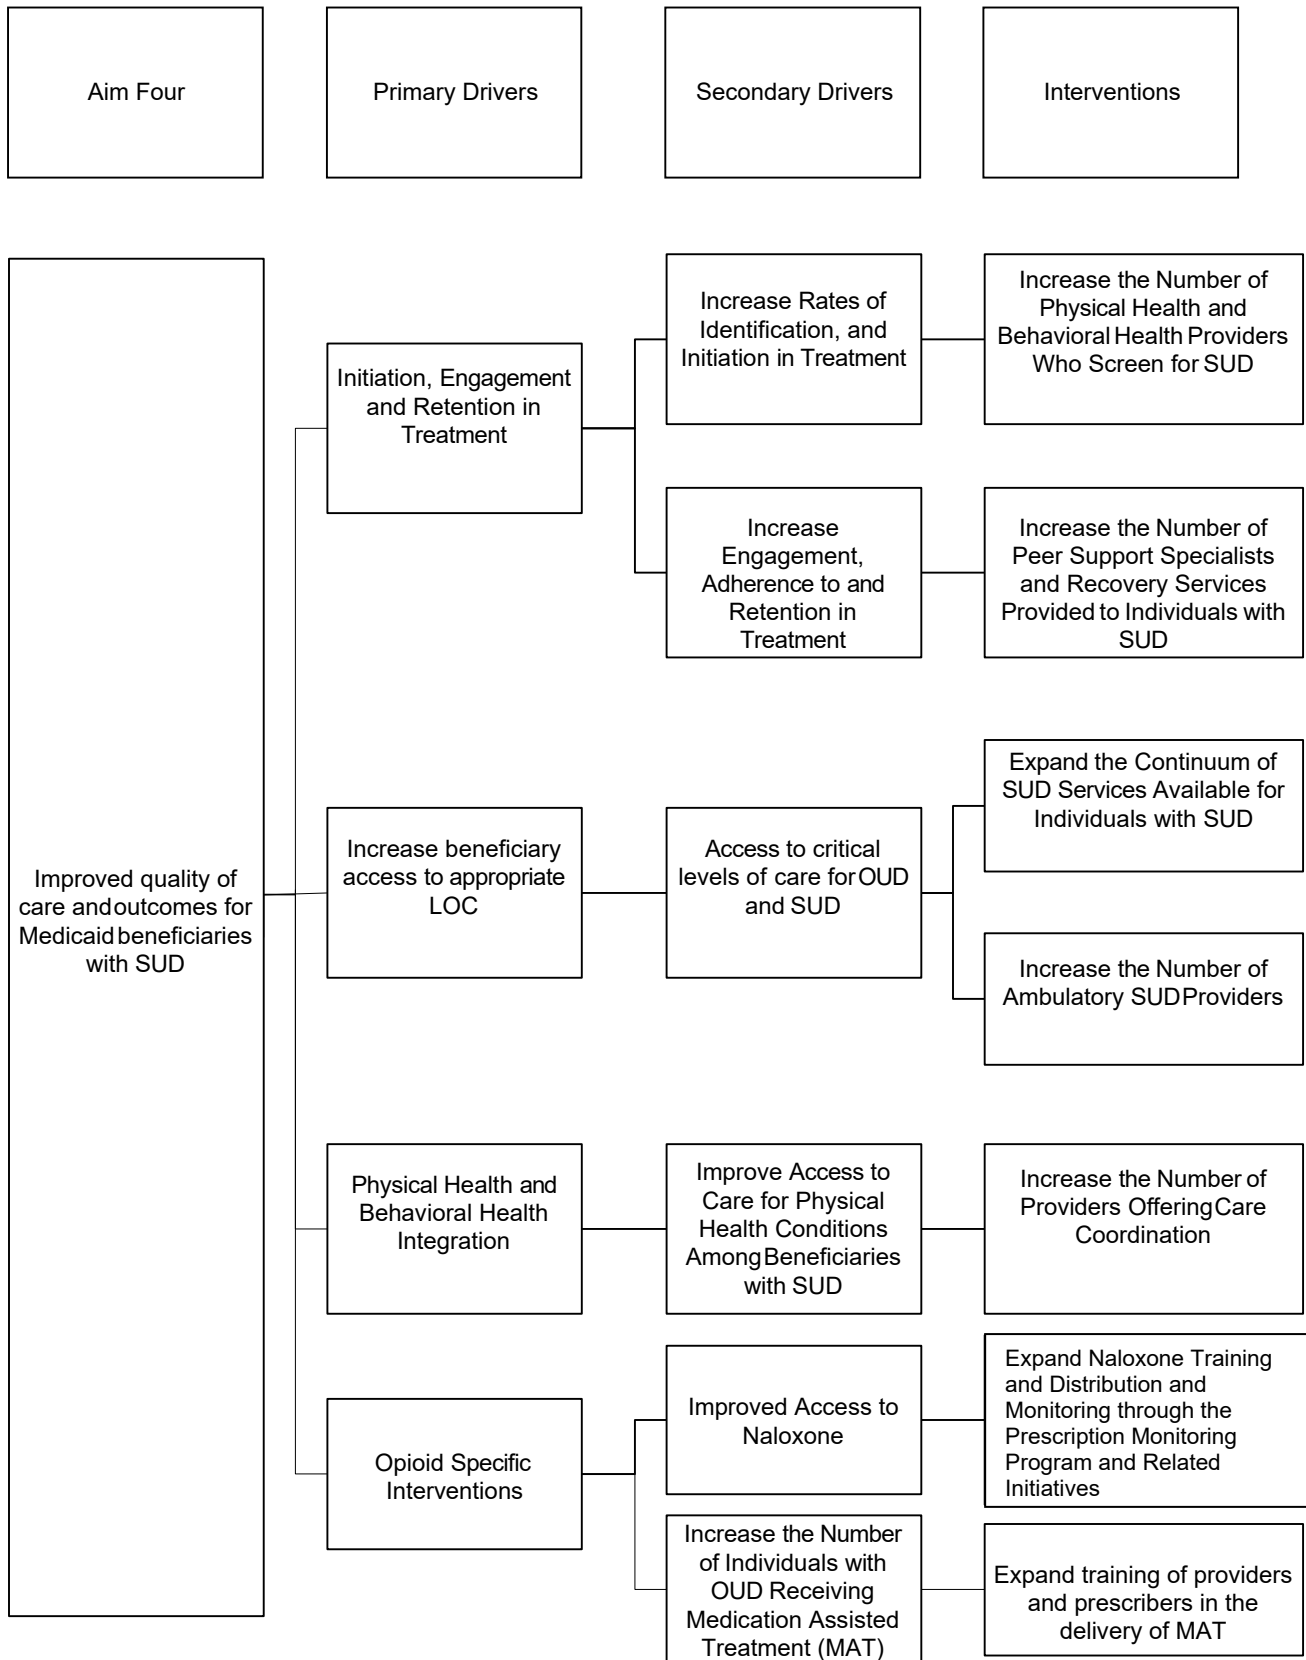 Aim Four
Primary Drivers
Secondary Drivers
Interventions
Improved quality of
care and outcomes for
Medicaid beneficiaries
with SUD
Initiation, Engagement
and Retention in
Treatment
Increase Rates of
Identification, and
Initiation in Treatment
Increase the Number of
Physical Health and
Behavioral Health Providers
Who Screen for SUD
Increase
Engagement,
Adherence to and
Retention in
Treatment
Increase the Number of
Peer Support Specialists
and Recovery Services
Provided to Individuals with
SUD
Increase beneficiary
access to appropriate
LOC
Access to critical
levels of care for OUD
and SUD
Expand the Continuum of
SUD Services Available for
Individuals with SUD
Increase the Number of
Ambulatory SUD Providers
Physical Health and
Behavioral Health
Integration
Improve Access to
Care for Physical
Health Conditions
Among Beneficiaries
with SUD
Increase the Number of
Providers Offering Care
Coordination
Opioid Specific
Interventions
Improved Access to
Naloxone
Expand Naloxone Training
and Distribution and
Monitoring through the
Prescription Monitoring
Program and Related
Initiatives
Increase the Number
of Individuals with
OUD Receiving
Medication Assisted
Treatment (MAT)
Expand training of providers
and prescribers in the
delivery of MAT